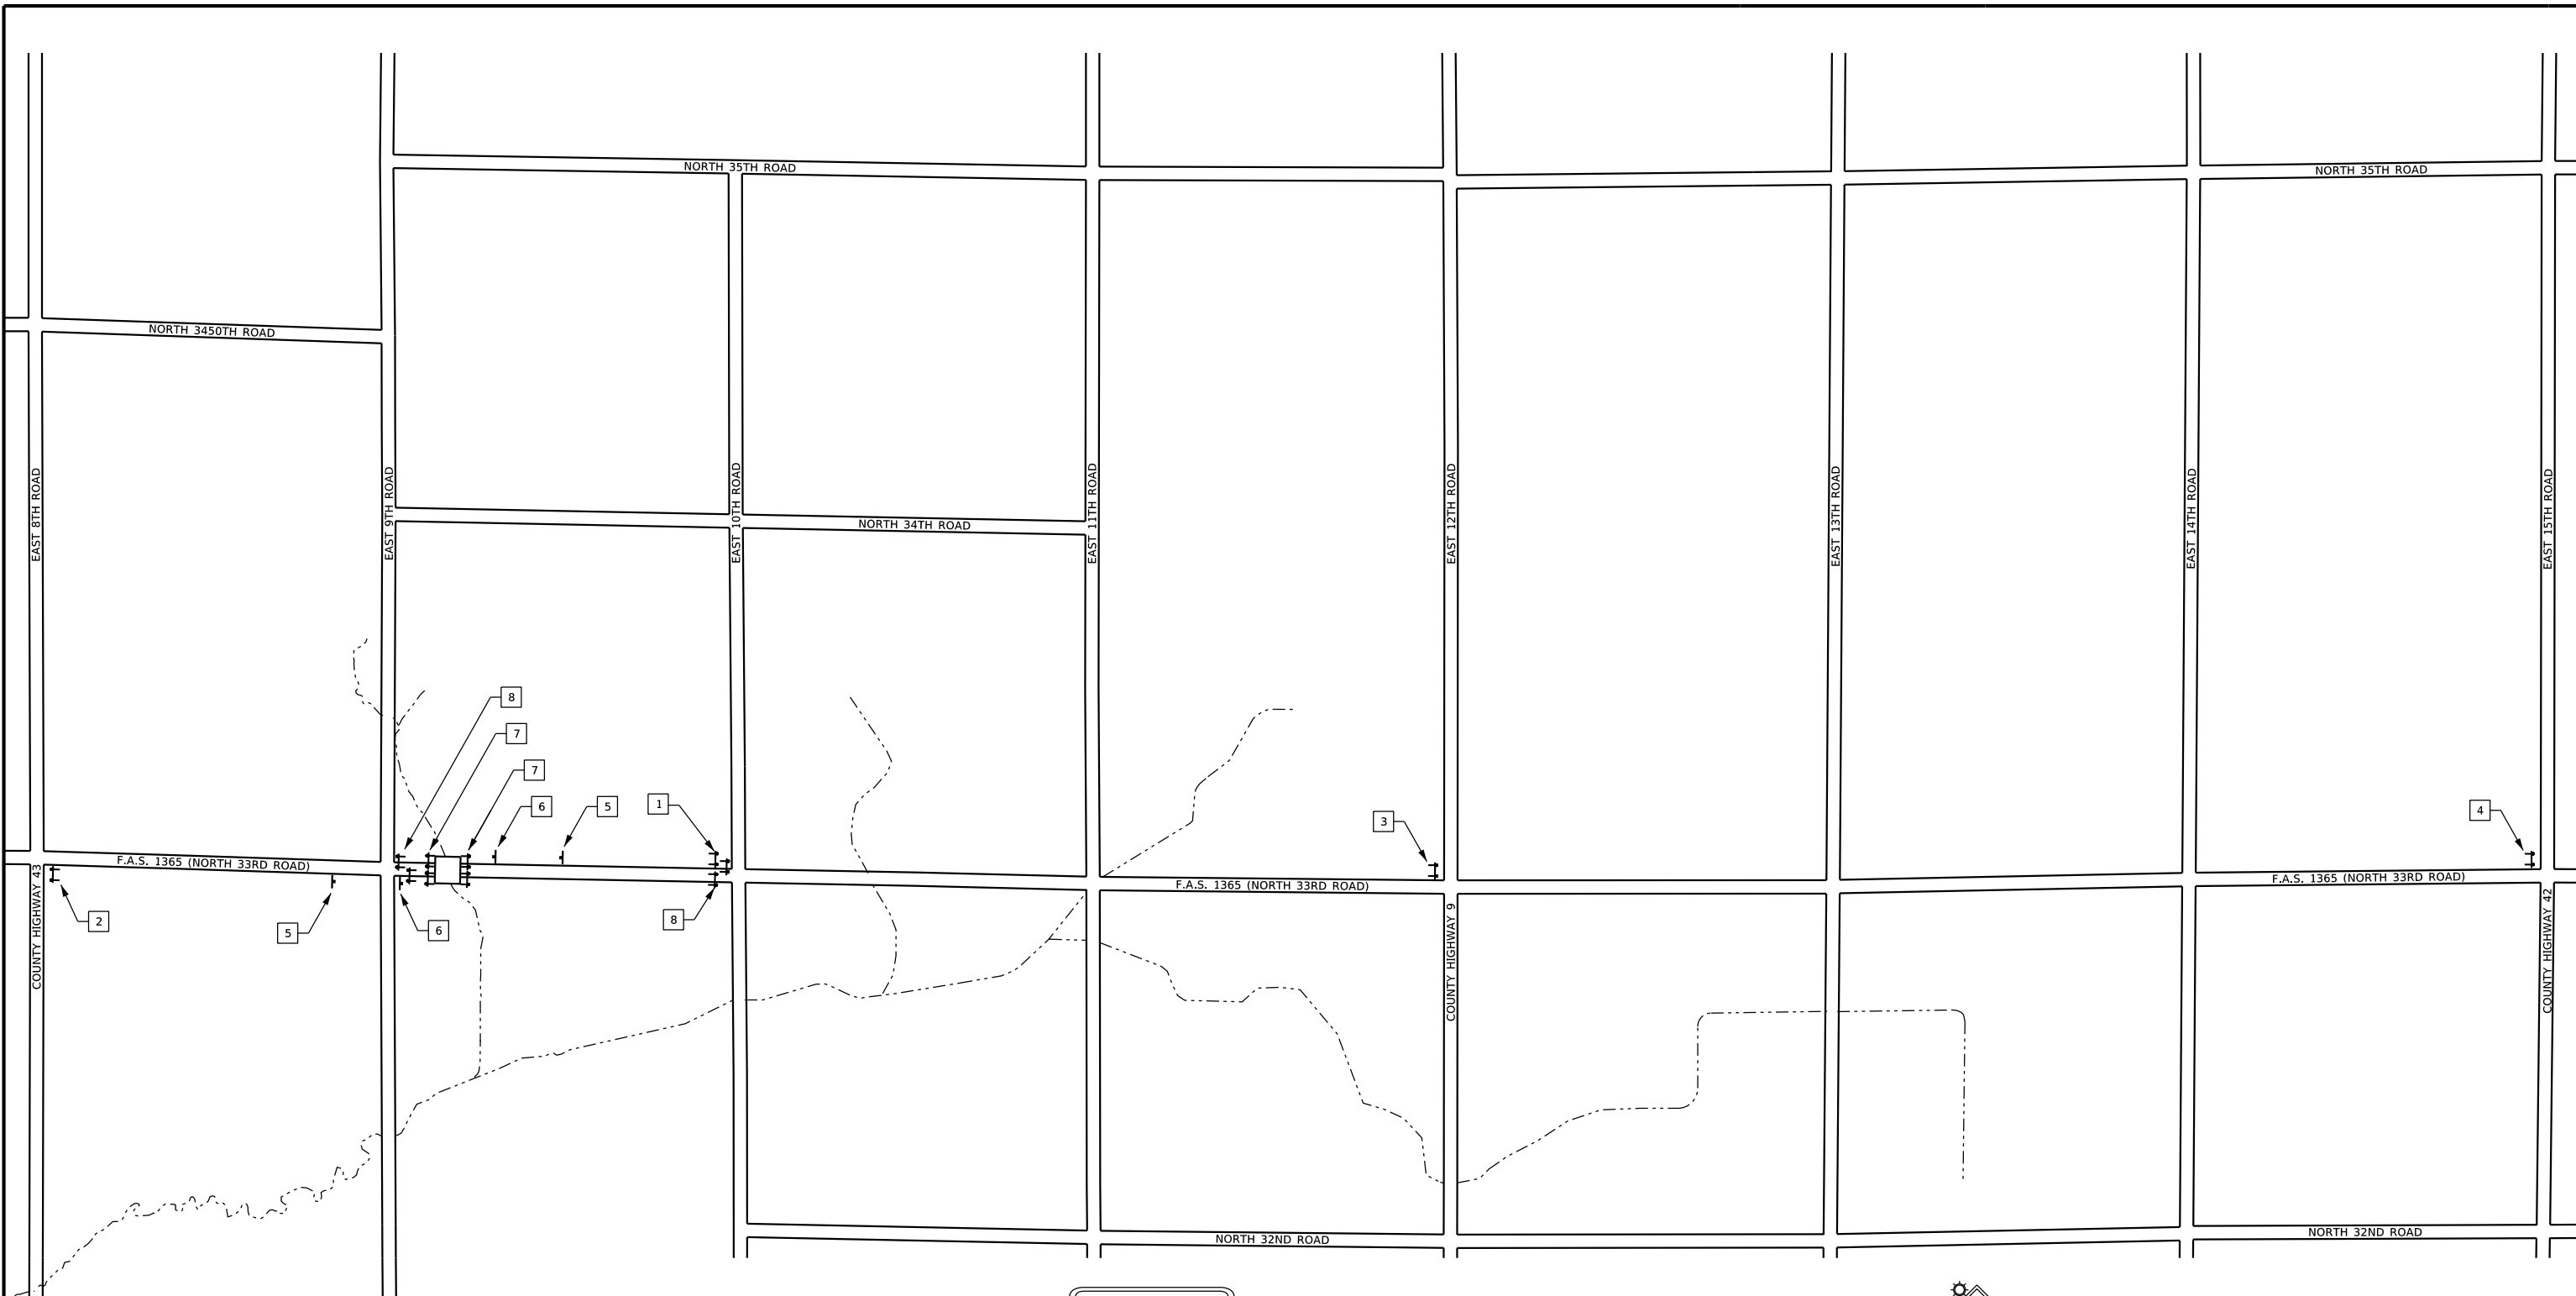 NORTH 35TH ROAD
NORTH 35TH ROAD
NORTH 3450TH ROAD
EAST 8TH ROAD
EAST 9TH ROAD
EAST 10TH ROAD
NORTH 34TH ROAD
EAST 11TH ROAD
EAST 12TH ROAD
EAST 13TH ROAD
EAST 14TH ROAD
EAST 15TH ROAD
8
7
7
6
5
1
3
4
F.A.S. 1365 (NORTH 33RD ROAD)
F.A.S. 1365 (NORTH 33RD ROAD)
F.A.S. 1365 (NORTH 33RD ROAD)
2
5
6
8
COUNTY HIGHWAY 43
COUNTY HIGHWAY 9
COUNTY HIGHWAY 42
NORTH 32ND ROAD
NORTH 32ND ROAD